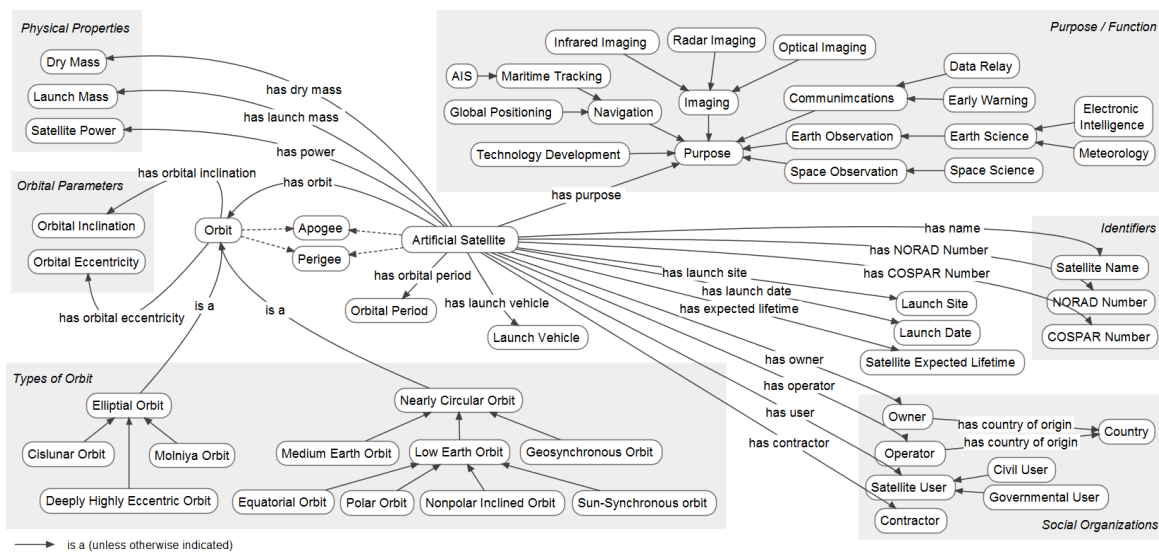 Physical Properties
Dry Mass
Launch Mass
Satellite Power
has dry mass
has launch mass
has power
Purpose / Function
Infrared Imaging
Radar Imaging
Optical Imaging
AIS
Maritime Tracking
Data Relay
Global Positioning
Navigation
Imaging
Communimcations
Early Warning
Electronic
Intelligence
Technology Development
Purpose
Earth Observation
Earth Science
Meteorology
Space Observation
Space Science
has purpose
Orbital Parameters
has orbital inclination
has orbit
Orbital Inclination
Orbital Eccentricity
Orbit
Apogee
Perigee
Artificial Satellite
has orbital eccentricity
is a
is a
has orbital period
Orbital Period
has launch vehicle
Launch Vehicle
Identifiers
has name
has NORAD Number
has COSPAR Number
Satellite Name
NORAD Number
COSPAR Number
has launch site
has launch date
has expected lifetime
Launch Site
Launch Date
Satellite Expected Lifetime
Types of Orbit
Elliptial Orbit
Cislunar Orbit
Molniya Orbit
Deeply Highly Eccentric Orbit
Nearly Circular Orbit
Medium Earth Orbit
Low Earth Orbit
Geosynchronous Orbit
Equatorial Orbit
Polar Orbit
Nonpolar Inclined Orbit
Sun-Synchronous orbit
has owner
has operator
has user
has contractor
Owner
has country of origin
Country
has country of origin
Operator
Civil User
Satellite User
Governmental User
Contractor
Social Organizations
is a (unless otherwise indicated)